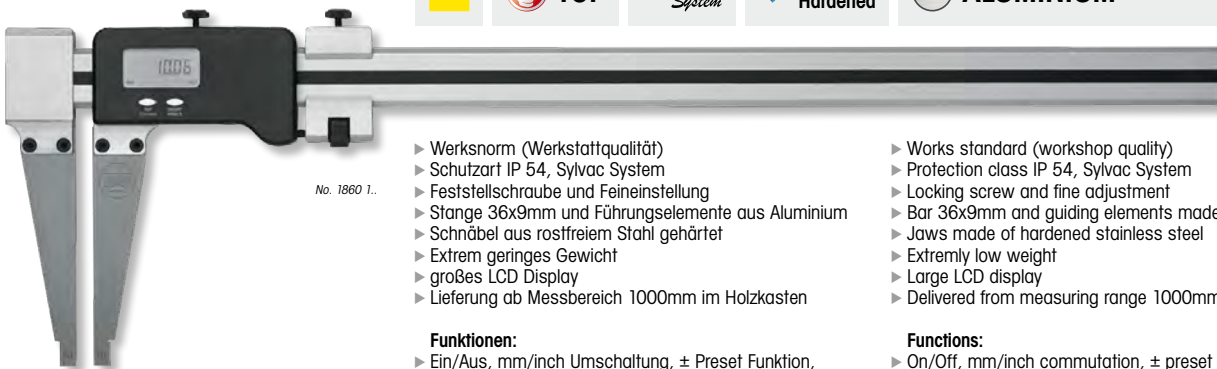 System
Hardened
ALUMINIUM
10.06
No. 1860 1..
▶ Werksnorm (Werkstattqualität)
▶ Schutzart IP 54, Sylvac System
▶ Feststellschraube und Feineinstellung
▶ Stange 36x9mm und Führungselemente aus Aluminium
▶ Schnäbel aus rostfreiem Stahl gehärtet
▶ Extrem geringes Gewicht
▶ großes LCD Display
▶ Lieferung ab Messbereich 1000mm im Holzkasten
Funktionen:
▶ Ein/Aus, mm/inch Umschaltung, ± Preset Funktion,
▶ Works standard (workshop quality)
▶ Protection class IP 54, Sylvac System
▶ Locking screw and fine adjustment
▶ Bar 36x9mm and guiding elements made
▶ Jaws made of hardened stainless steel
▶ Extremly low weight
▶ Large LCD display
▶ Delivered from measuring range 1000mm
Functions:
▶ On/Off, mm/inch commutation, ± preset